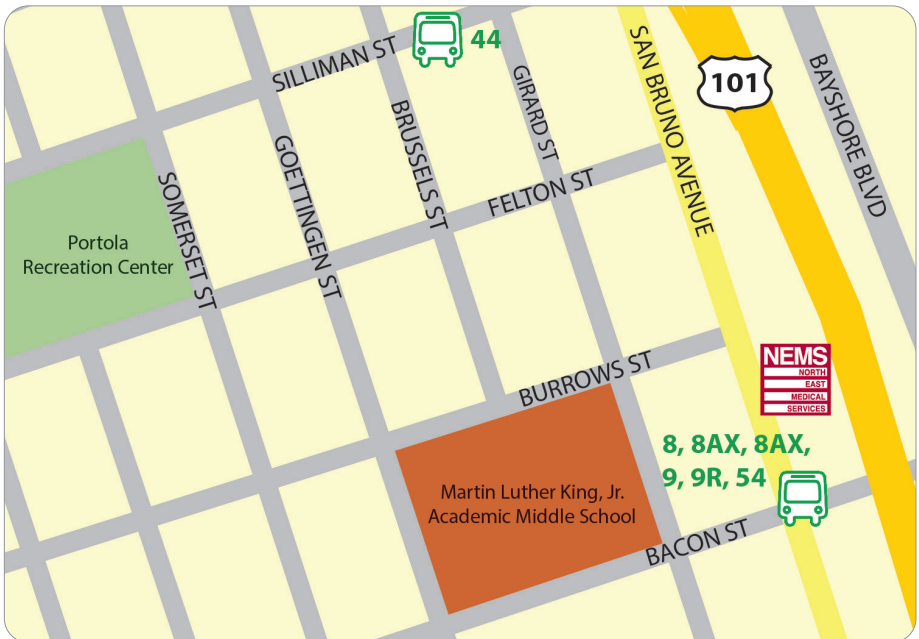 SILLIMAN ST
44
GIRARD ST
SAN BRUNO AVENUE
101
BAYSHORE BLVD
BRUSSELS ST
GOETTINGEN ST
SOMERSET ST
FELTON ST
Portola
Recreation Center
NEMS
NORTH
EAST
MEDICAL
SERVICES
BURROWS ST
8, 8AX, 8AX,
9, 9R, 54
Martin Luther King, Jr.
Academic Middle School
BACON ST